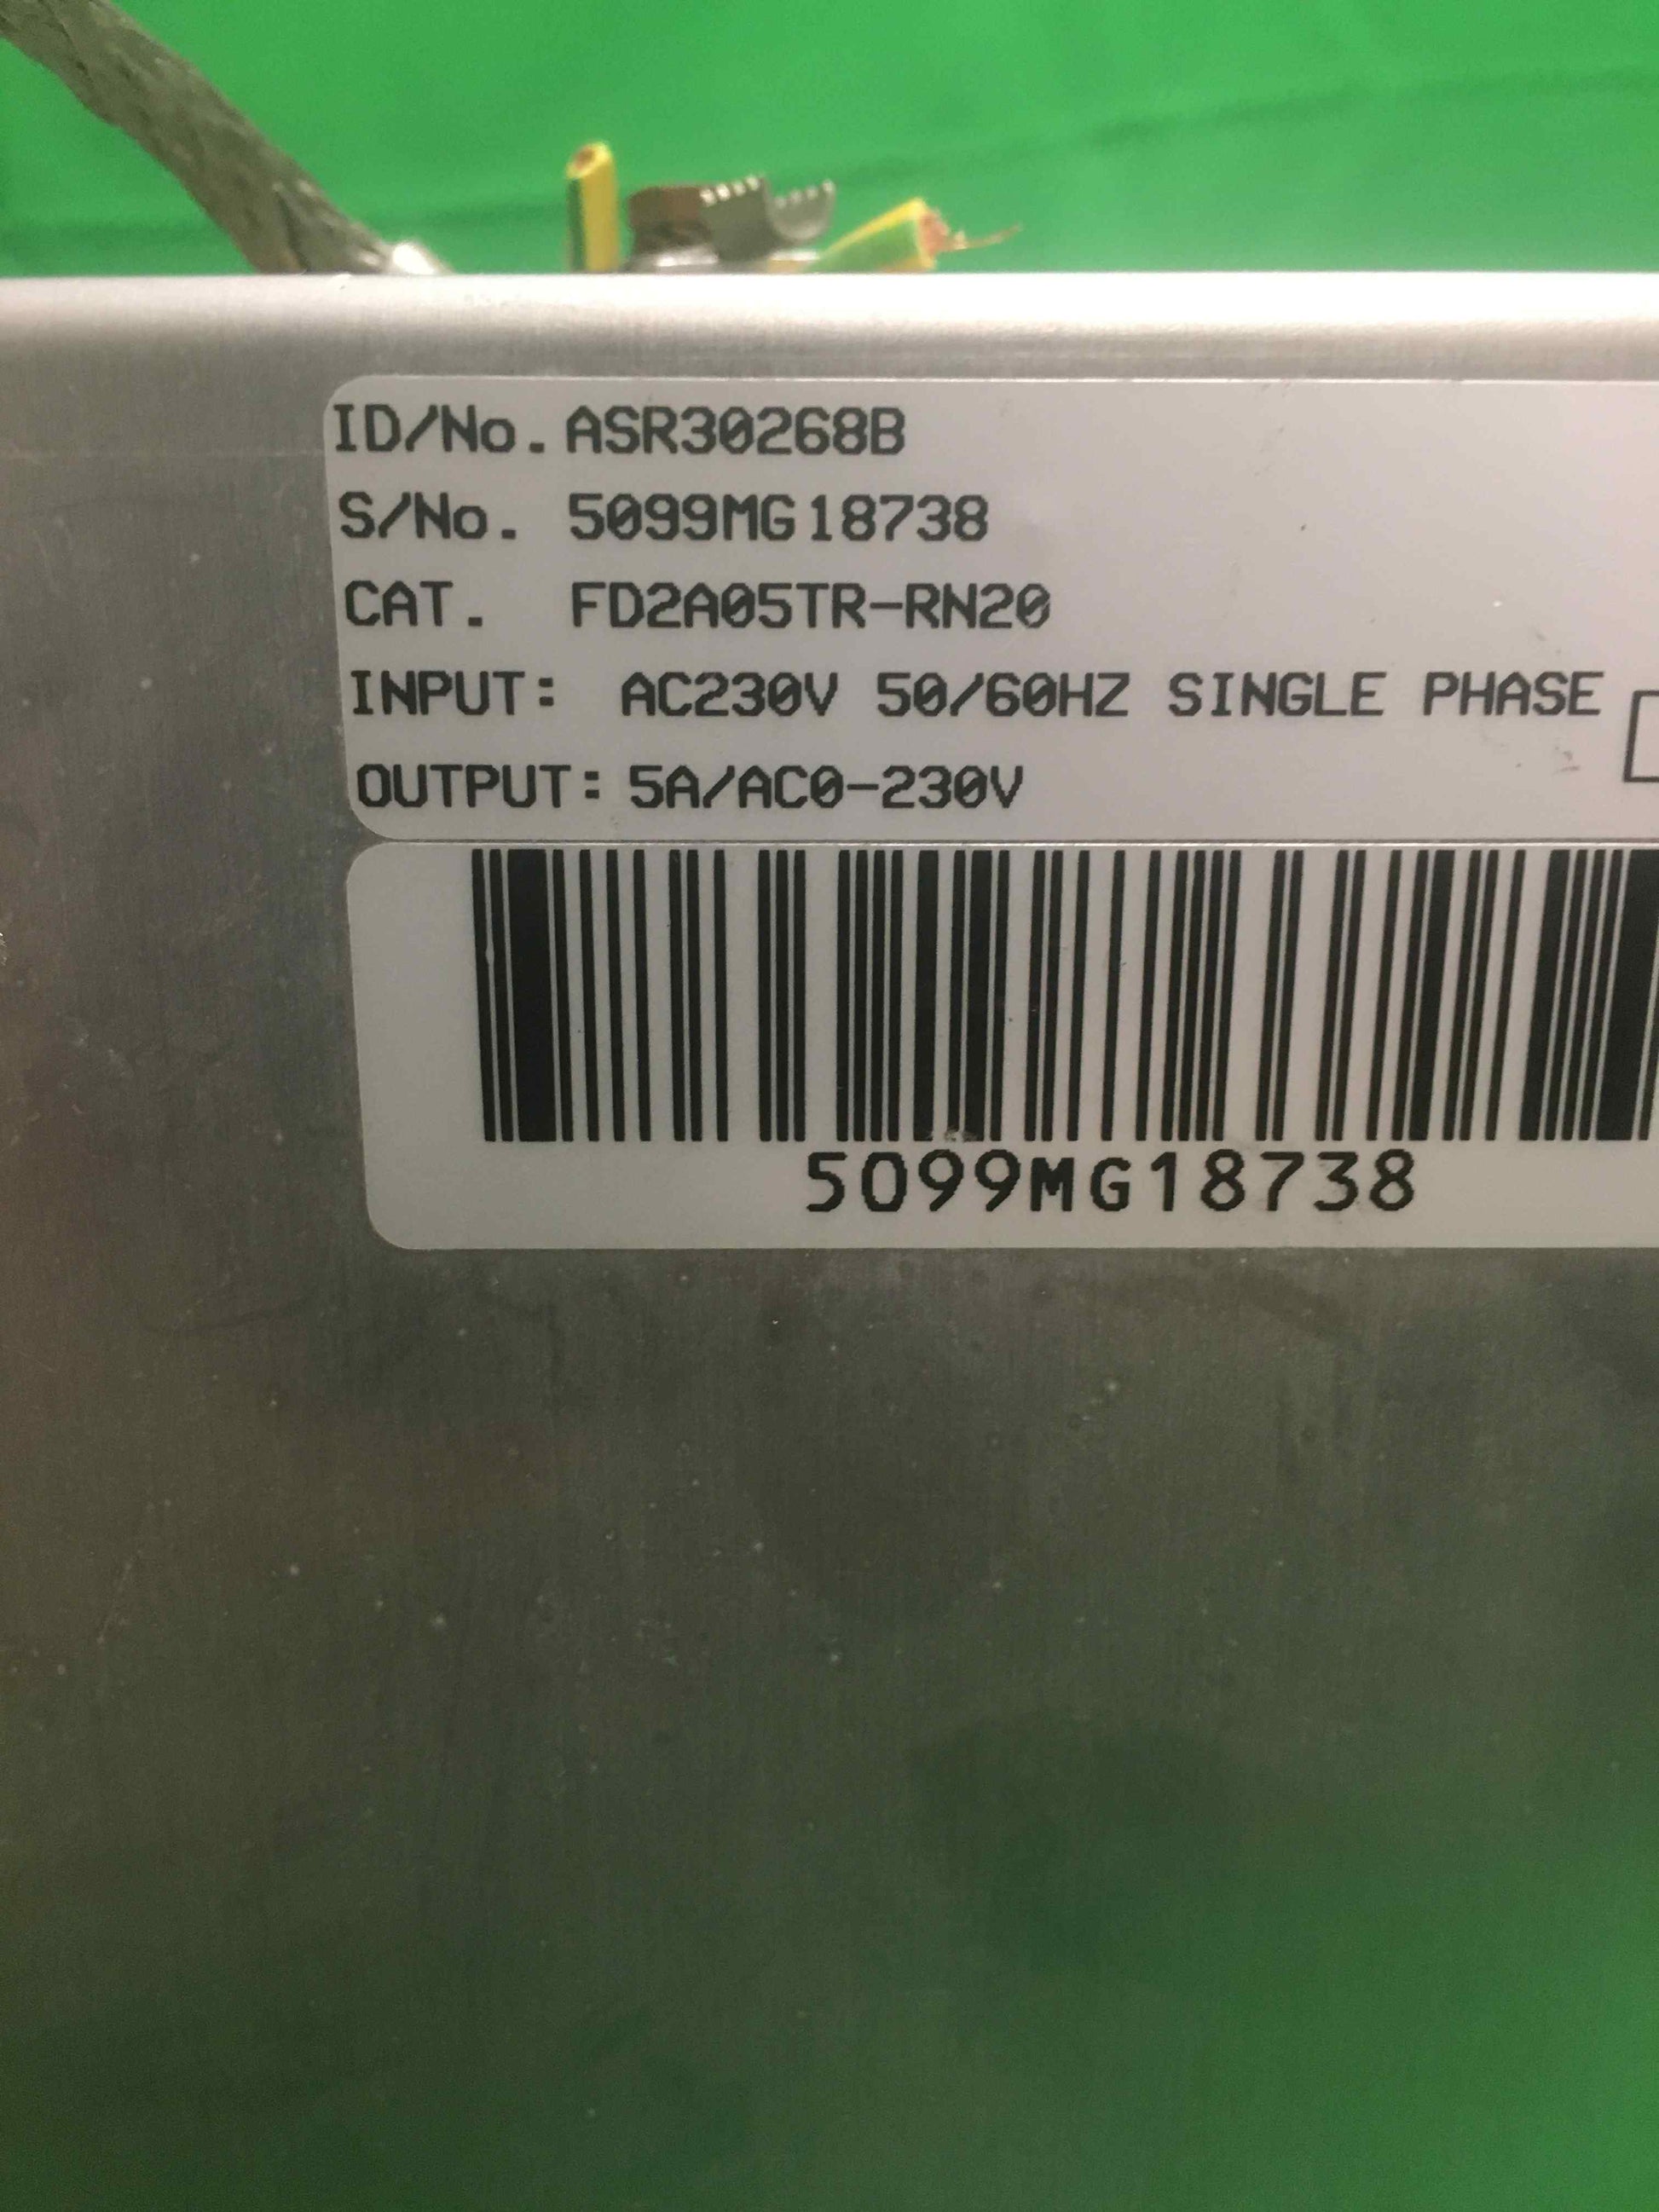 ID/No. ASR30268B
S/No. 5099MG18738
CAT. FD2A05TR-RN20
INPUT: AC230V 50/60HZ SINGLE PHASE
OUTPUT: 5A/AC0-230V
5099MG18738